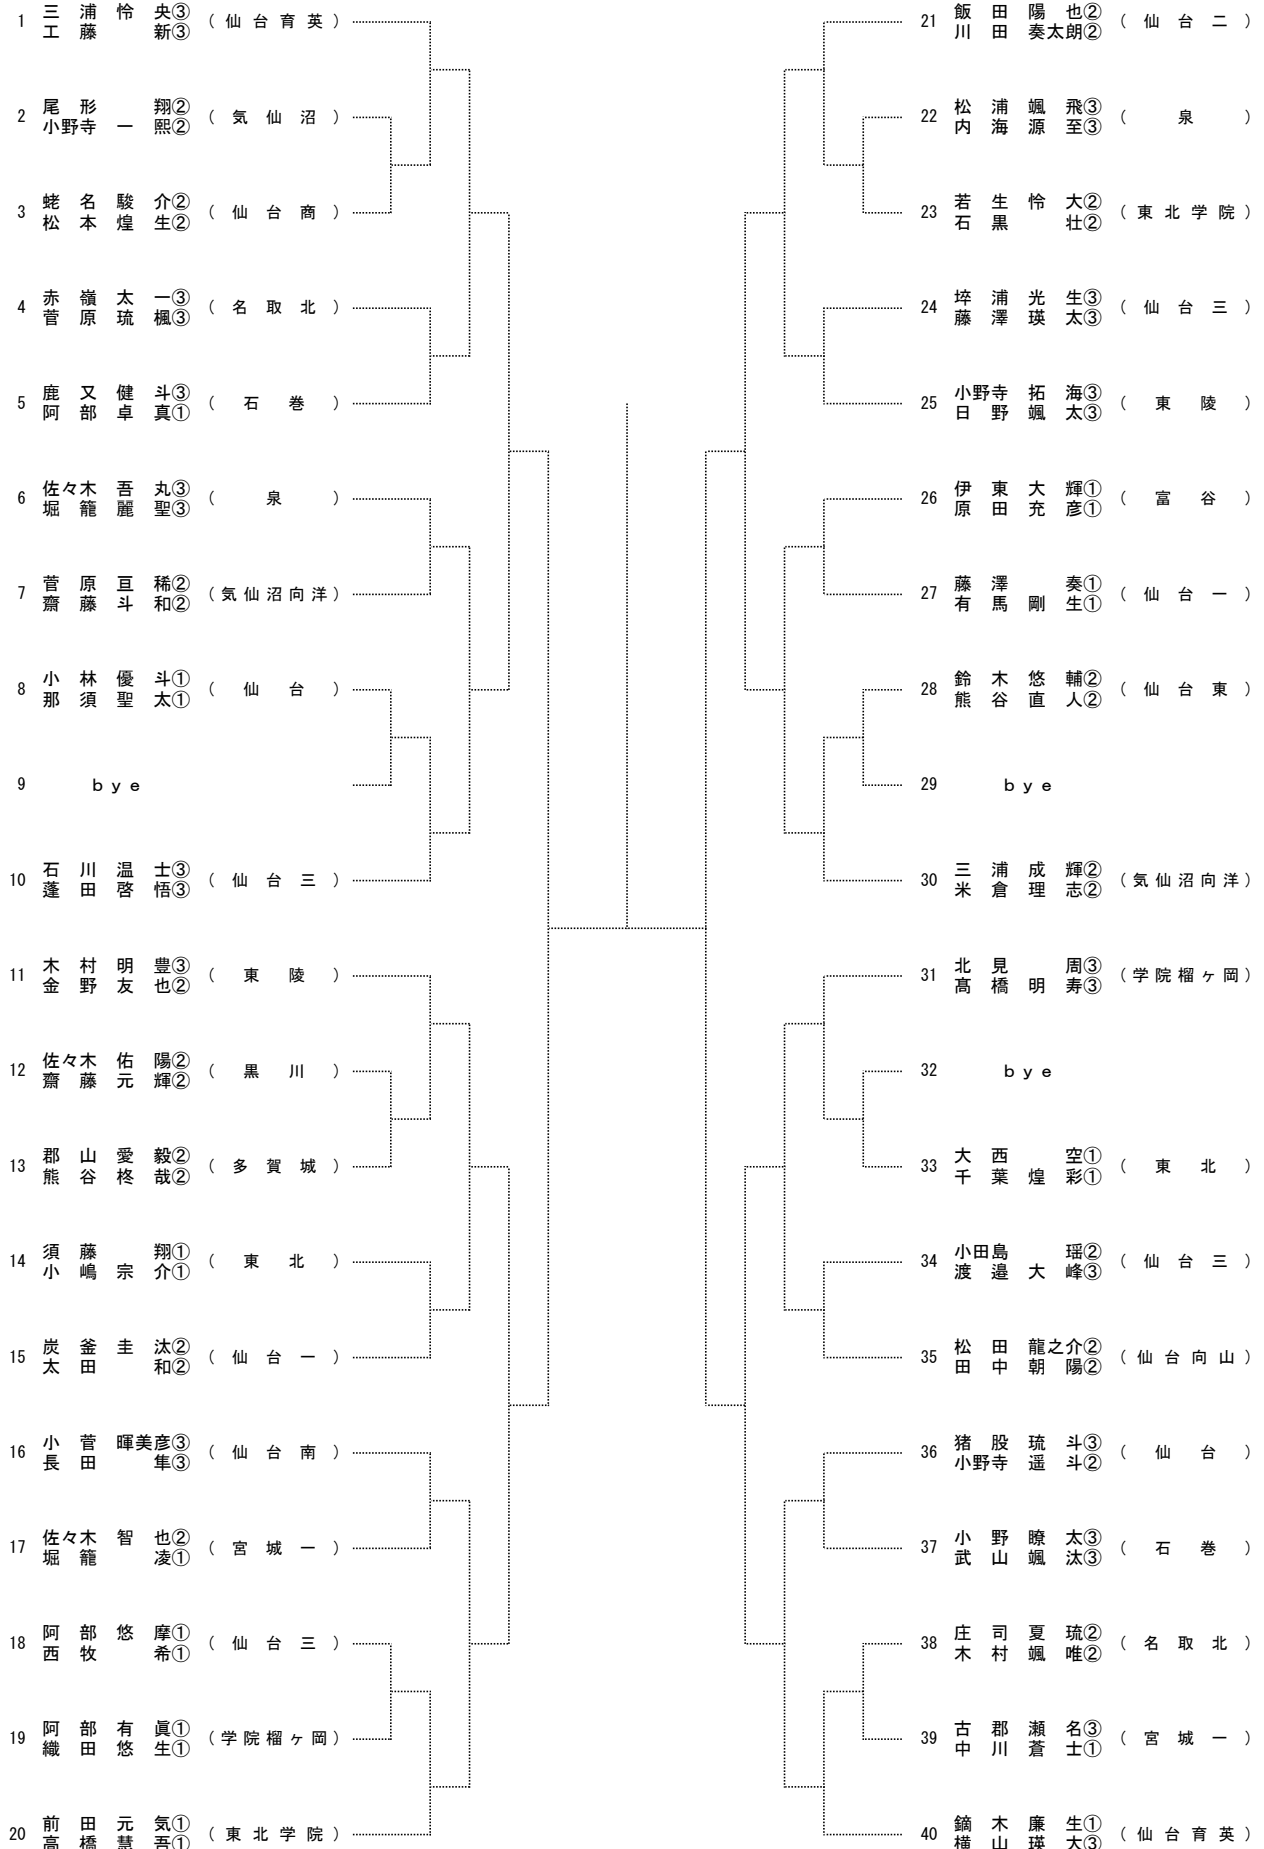 1 三浦怜央③ (仙台育英)
工藤新③
2 尾形翔② (気仙沼)
小野寺一熙②
3 蛯名駿介② (仙台商)
松本煌生②
4 赤嶺太一③ (名取北)
菅原琉楓③
5 鹿又健斗③ (石巻)
阿部卓真①
6 佐々木吾丸③ (泉)
堀籠麗聖③
7 菅原亘稀② (気仙沼向洋)
齋藤斗和②
8 小林優斗① (仙台)
那須聖太①
9 bye
10 石川温士③ (仙台三)
蓬田啓悟③
11 木村明豊③ (東陵)
金野友也②
12 佐々木佑陽② (黒川)
齋藤元輝②
13 郡山愛毅② (多賀城)
熊谷柊哉②
14 須藤翔① (東北)
小嶋宗介①
15 炭釜圭汰② (仙台一)
太田和②
16 小菅暉美彦③ (仙台南)
長田隼③
17 佐々木智也② (宮城一)
堀籠凌①
18 阿部悠摩① (仙台三)
西牧希①
19 阿部有眞① (学院榴ヶ岡)
織田悠生①
20 前田元気① (東北学院)
高橋慧吾①
21 飯田陽也② (仙台二)
川田奏太朗②
22 松浦颯飛③ (泉)
内海源至③
23 若生怜大② (東北学院)
石黒壮②
24 埣浦光生③ (仙台三)
藤澤瑛太③
25 小野寺拓海③ (東陵)
日野颯太③
26 伊東大輝① (富谷)
原田充彦①
27 藤澤奏① (仙台一)
有馬剛生①
28 鈴木悠輔② (仙台東)
熊谷直人②
29 bye
30 三浦成輝② (気仙沼向洋)
米倉理志②
31 北見周③ (学院榴ヶ岡)
髙橋明寿③
32 bye
33 大西空① (東北)
千葉煌彩①
34 小田島瑶② (仙台三)
渡邉大峰③
35 松田龍之介② (仙台向山)
田中朝陽②
36 猪股琉斗③ (仙台)
小野寺遥斗②
37 小野瞭太③ (石巻)
武山颯汰③
38 庄司夏琉② (名取北)
木村颯唯②
39 古郡瀬名③ (宮城一)
中川蒼士①
40 鏑木廉生① (仙台育英)
横山瑛大③